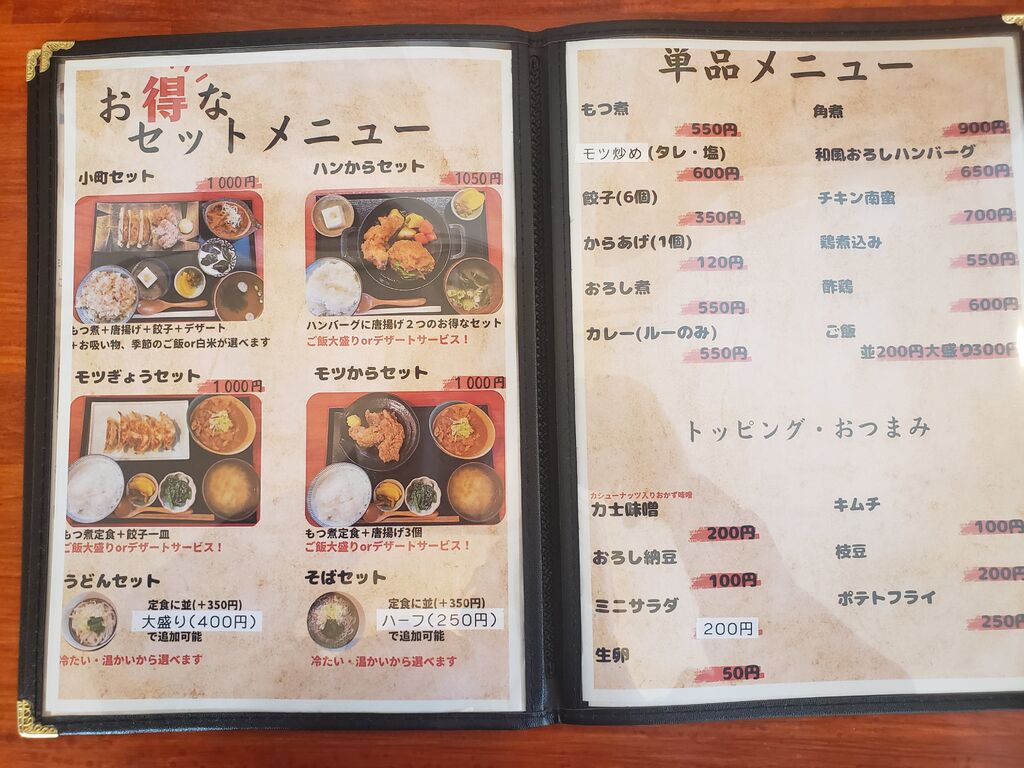 お得な
セットメニュー
小町セット
1000円
もつ煮+唐揚げ+餃子+デザート
+お吸い物、季節のご飯or白米が選べます
ハンからセット
1050円
ハンバーグに唐揚げ2つのお得なセット
ご飯大盛りorデザートサービス!
モツぎょうセット
1000円
もつ煮定食+餃子一皿
ご飯大盛りorデザートサービス!
モツからセット
1000円
もつ煮定食+唐揚げ3個
ご飯大盛りorデザートサービス!
うどんセット
定食に並(+350円)
大盛り(400円)
で追加可能
冷たい・温かいから選べます
そばセット
定食に並(+350円)
ハーフ(250円)
で追加可能
冷たい・温かいから選べます
単品メニュー
もつ煮
550円
モツ炒め(タレ・塩)
600円
餃子(6個)
350円
からあげ(1個)
120円
おろし煮
550円
カレー(ルーのみ)
550円
角煮
900円
和風おろしハンバーグ
650円
チキン南蛮
700円
鶏煮込み
550円
酢鶏
600円
ご飯
並200円大盛り300円
トッピング・おつまみ
カシューナッツ入りおかず味噌
力士味噌
200円
おろし納豆
100円
ミニサラダ
200円
生卵
50円
キムチ
100円
枝豆
200円
ポテトフライ
250円